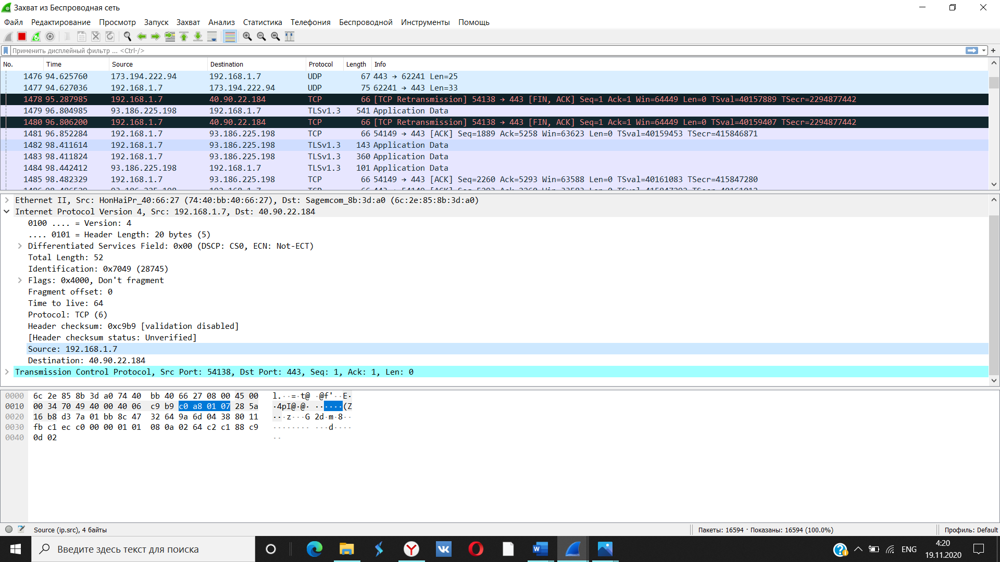 Захват из Беспроводная сеть
Файл Редактирование Просмотр Запуск Захват Анализ Статистика Телефония Беспроводной Инструменты Помощь
Применить дисплейный фильтр ... <Ctrl-/>
No. Time Source Destination Protocol Length Info
1476 94.625760 173.194.222.94 192.168.1.7 UDP 67 443 → 62241 Len=25
1477 94.627036 192.168.1.7 173.194.222.94 UDP 75 62241 → 443 Len=33
1478 95.287985 192.168.1.7 40.90.22.184 TCP 66 [TCP Retransmission] 54138 → 443 [FIN, ACK] Seq=1 Ack=1 Win=64449 Len=0 TSval=40157889 TSecr=2294877442
1479 96.804985 93.186.225.198 192.168.1.7 TLSv1.3 541 Application Data
1480 96.806200 192.168.1.7 40.90.22.184 TCP 66 [TCP Retransmission] 54138 → 443 [FIN, ACK] Seq=1 Ack=1 Win=64449 Len=0 TSval=40159407 TSecr=2294877442
1481 96.852284 192.168.1.7 93.186.225.198 TCP 66 54149 → 443 [ACK] Seq=1889 Ack=5258 Win=63623 Len=0 TSval=40159453 TSecr=415846871
1482 98.411614 192.168.1.7 93.186.225.198 TLSv1.3 143 Application Data
1483 98.411824 192.168.1.7 93.186.225.198 TLSv1.3 360 Application Data
1484 98.442412 93.186.225.198 192.168.1.7 TLSv1.3 101 Application Data
1485 98.482329 192.168.1.7 93.186.225.198 TCP 66 54149 → 443 [ACK] Seq=2260 Ack=5293 Win=63588 Len=0 TSval=40161083 TSecr=415847280
Ethernet II, Src: HonHaiPr_40:66:27 (74:40:bb:40:66:27), Dst: Sagemcom_8b:3d:a0 (6c:2e:85:8b:3d:a0)
Internet Protocol Version 4, Src: 192.168.1.7, Dst: 40.90.22.184
0100 .... = Version: 4
.... 0101 = Header Length: 20 bytes (5)
Differentiated Services Field: 0x00 (DSCP: CS0, ECN: Not-ECT)
Total Length: 52
Identification: 0x7049 (28745)
Flags: 0x4000, Don't fragment
Fragment offset: 0
Time to live: 64
Protocol: TCP (6)
Header checksum: 0xc9b9 [validation disabled]
[Header checksum status: Unverified]
Source: 192.168.1.7
Destination: 40.90.22.184
Transmission Control Protocol, Src Port: 54138, Dst Port: 443, Seq: 1, Ack: 1, Len: 0
0000 6c 2e 85 8b 3d a0 74 40 bb 40 66 27 08 00 45 00 l.··=·t@ ·@f'··E·
0010 00 34 70 49 40 00 40 06 c9 b9 c0 a8 01 07 28 5a ·4pI@·@· ······(Z
0020 16 b8 d3 7a 01 bb 8c 47 32 64 9a 6d 04 38 80 11 ···z···G 2d·m·8··
0030 fb c1 ec c0 00 00 01 01 08 0a 02 64 c2 c1 88 c9 ········ ···d····
0040 0d 02 ··
Source (ip.src), 4 байты
Пакеты: 16594 · Показаны: 16594 (100.0%)
Профиль: Default
Введите здесь текст для поиска
ENG
4:20
19.11.2020